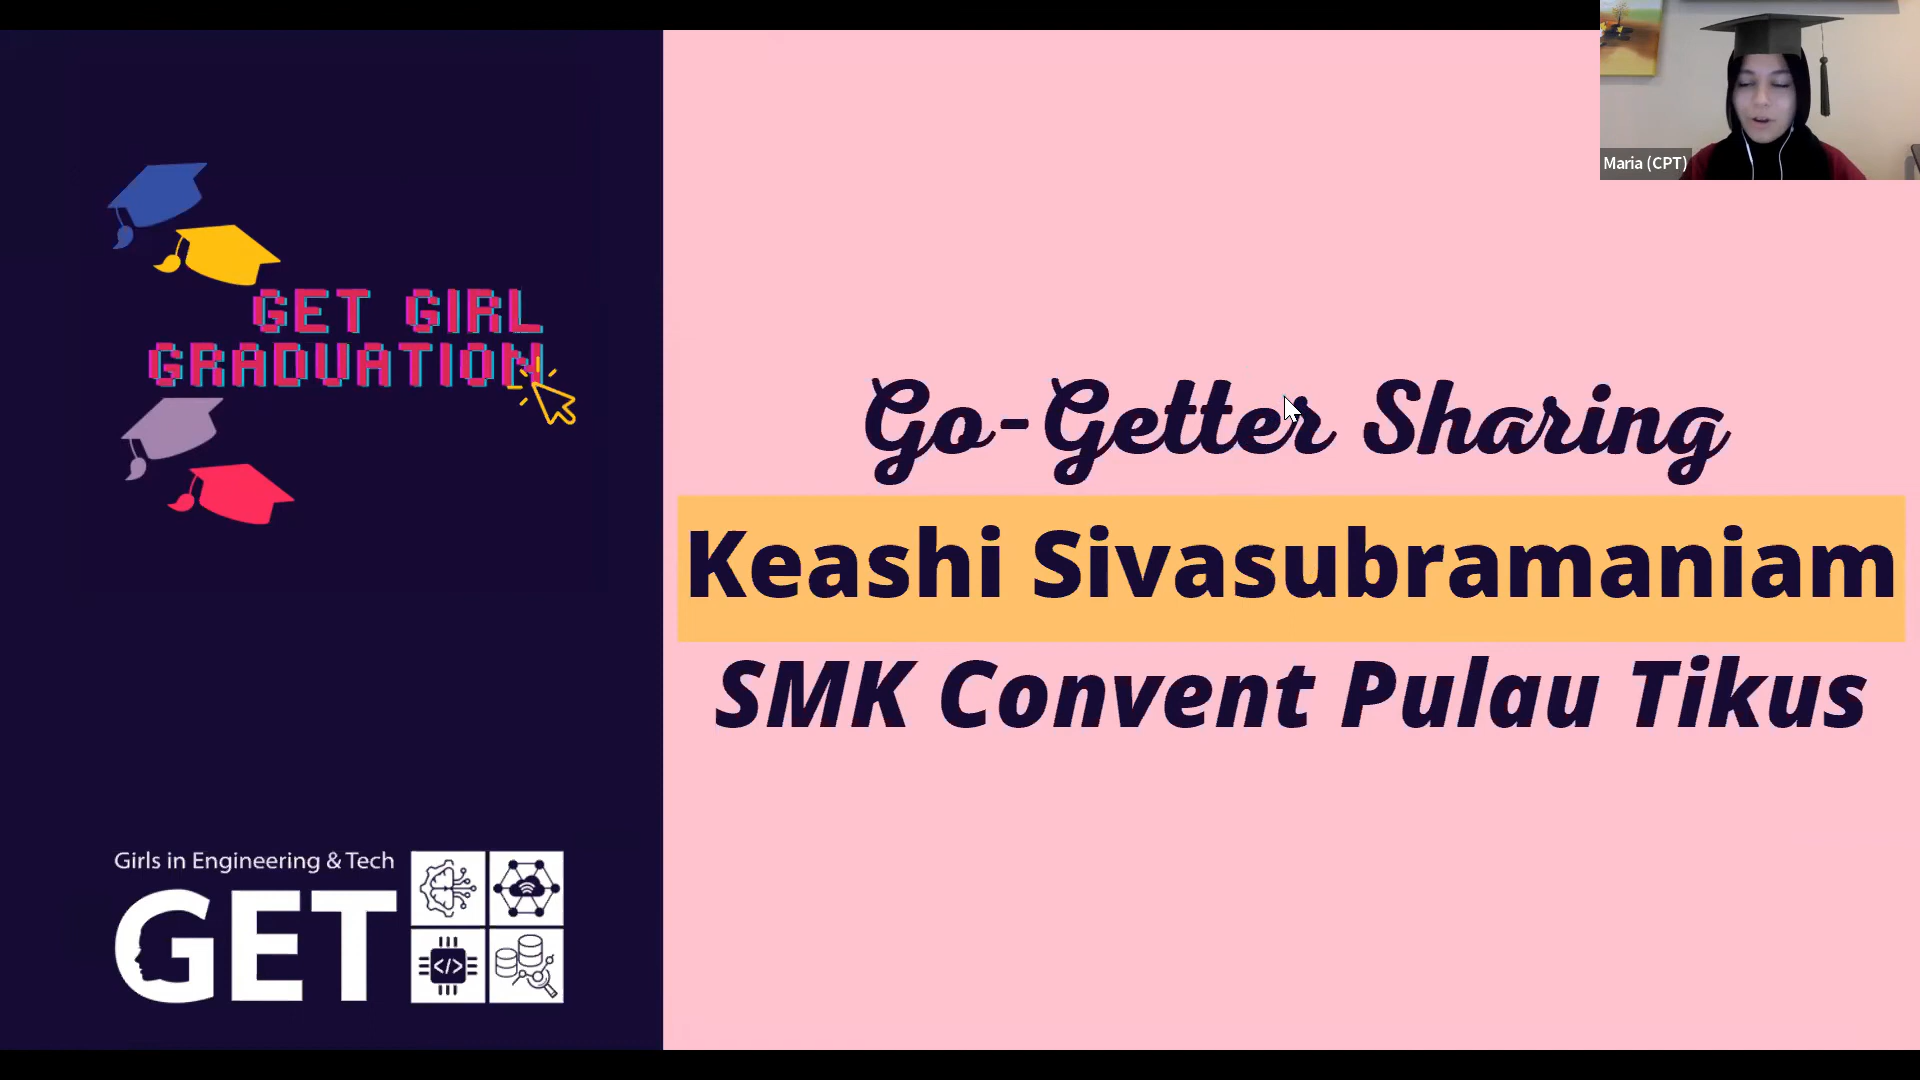 GET GIRL
GRADUATION
Girls in Engineering & Tech
GET
</>
Go-Getter Sharing
Keashi Sivasubramaniam
SMK Convent Pulau Tikus
Maria (CPT)